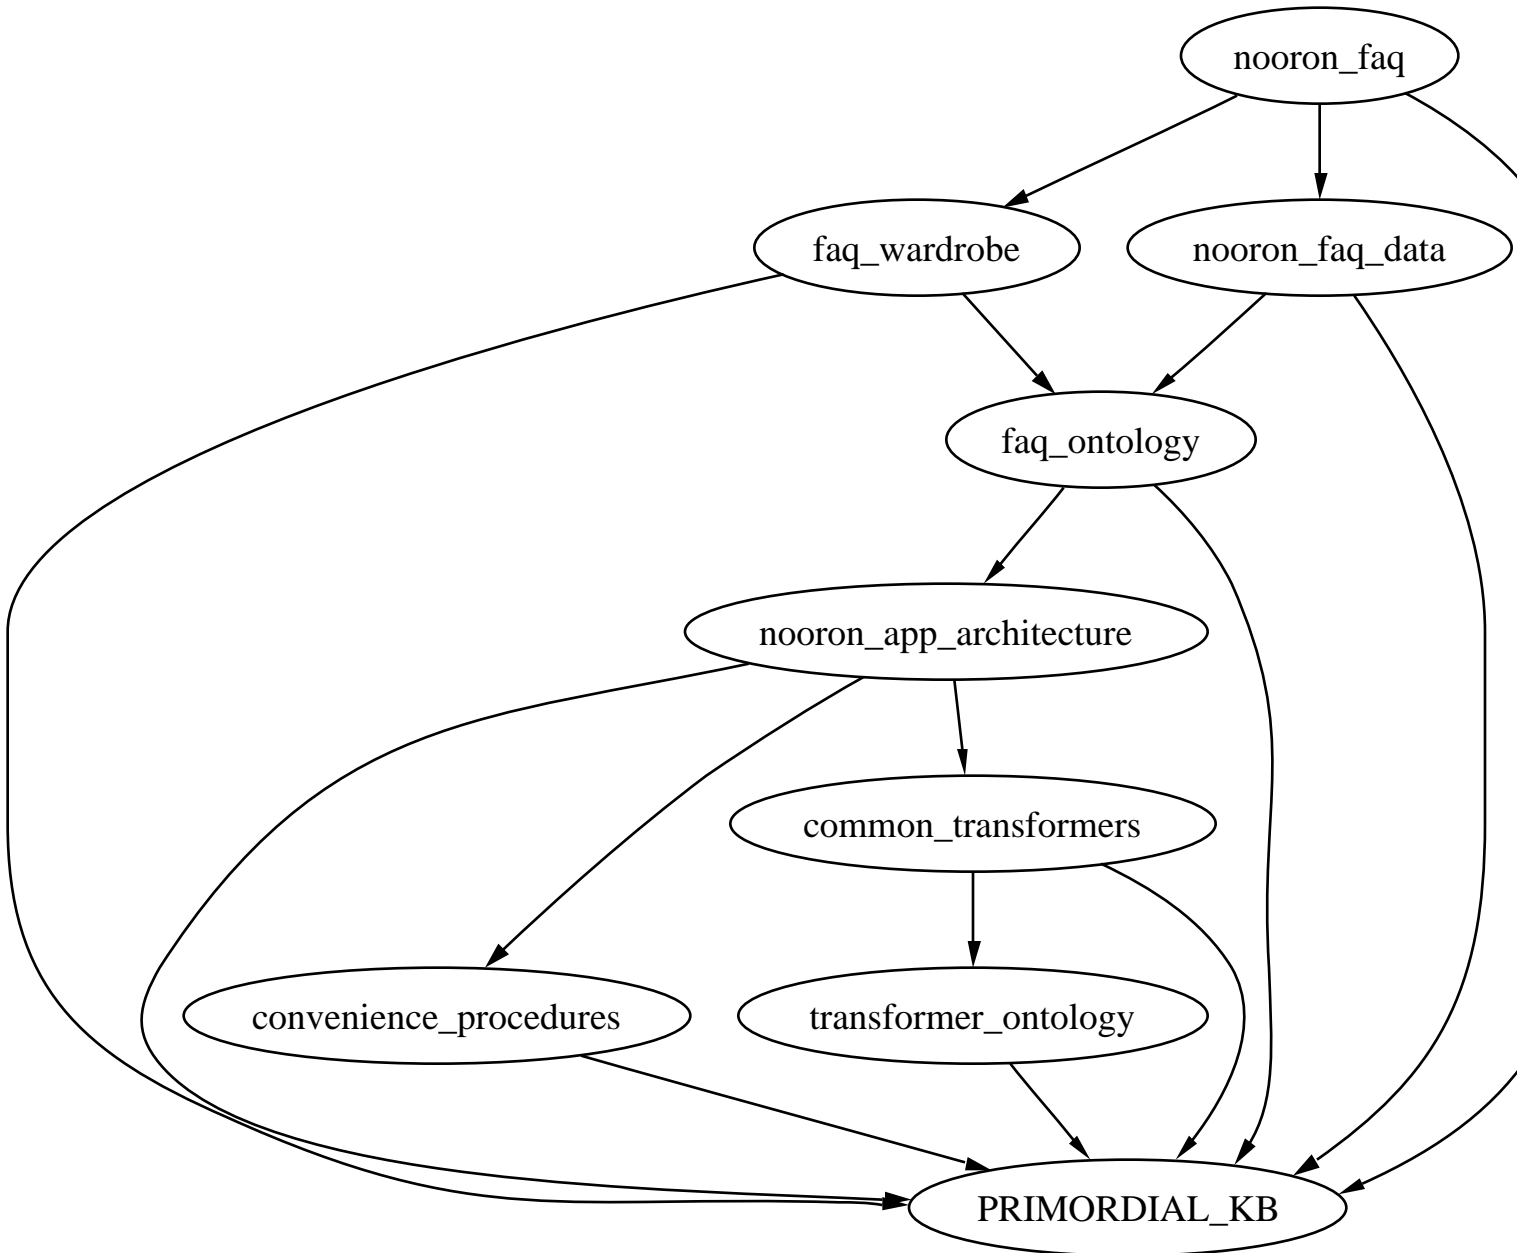 nooron_faq
faq_wardrobe
nooron_faq_data
faq_ontology
nooron_app_architecture
common_transformers
convenience_procedures
transformer_ontology
PRIMORDIAL_KB